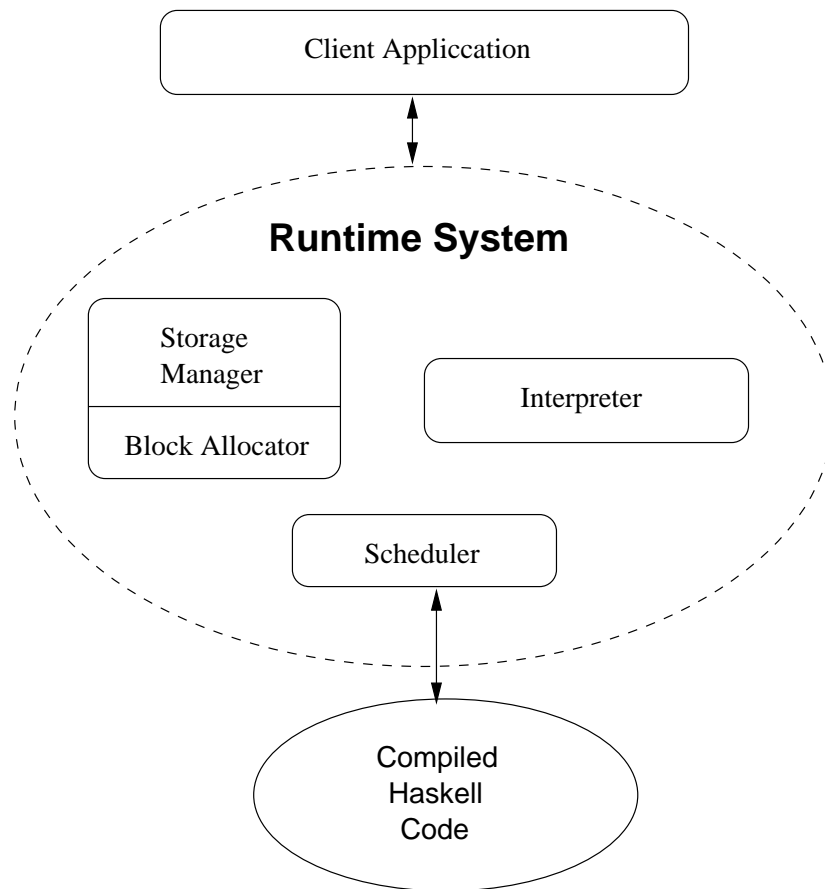 Client Appliccation
Runtime System
Storage
Manager
Block Allocator
Interpreter
Scheduler
Compiled
Haskell
Code